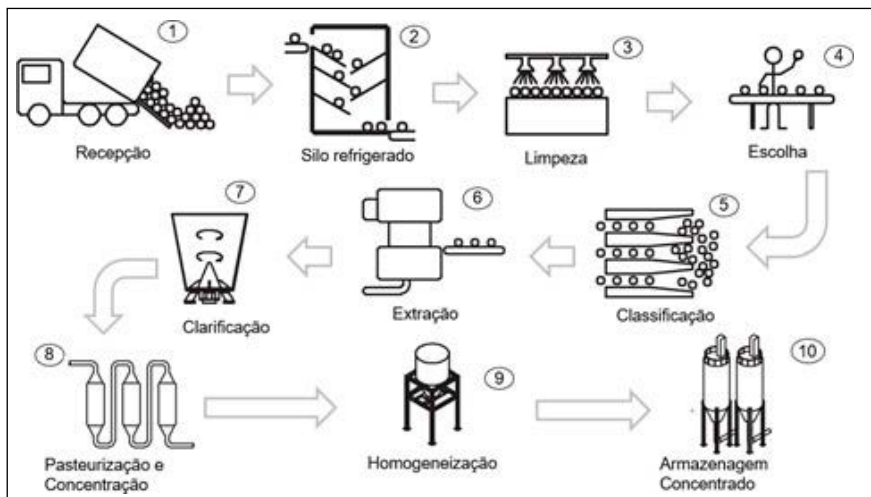 1
Recepção
2
Silo refrigerado
3
Limpeza
4
Escolha
5
Classificação
6
Extração
7
Clarificação
8
Pasteurização e
Concentração
9
Homogeneização
10
Armazenagem
Concentrado